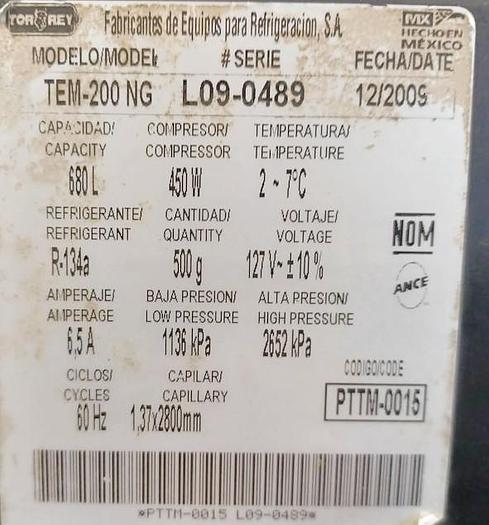 TOR REY Fabricantes de Equipos para Refrigeracion, S.A. MX
HECHO EN
MÉXICO
MODELO/MODEL # SERIE FECHA/DATE
TEM-200 NG L09-0489 12/2009
CAPACIDAD/ COMPRESOR/ TEMPERATURA/
CAPACITY COMPRESSOR TEMPERATURE
680 L 450 W 2 ~ 7°C
REFRIGERANTE/ CANTIDAD/ VOLTAJE/
REFRIGERANT QUANTITY VOLTAGE
R-134a 500 g 127 V~ ± 10 %
NOM
ANCE
AMPERAJE/ BAJA PRESION/ ALTA PRESION/
AMPERAGE LOW PRESSURE HIGH PRESSURE
6,5 A 1136 kPa 2652 kPa
CICLOS/ CAPILAR/ CODIGO/CODE
CYCLES CAPILLARY
60 Hz 1,37x2800mm PTTM-0015
*PTTM-0015 L09-0489*